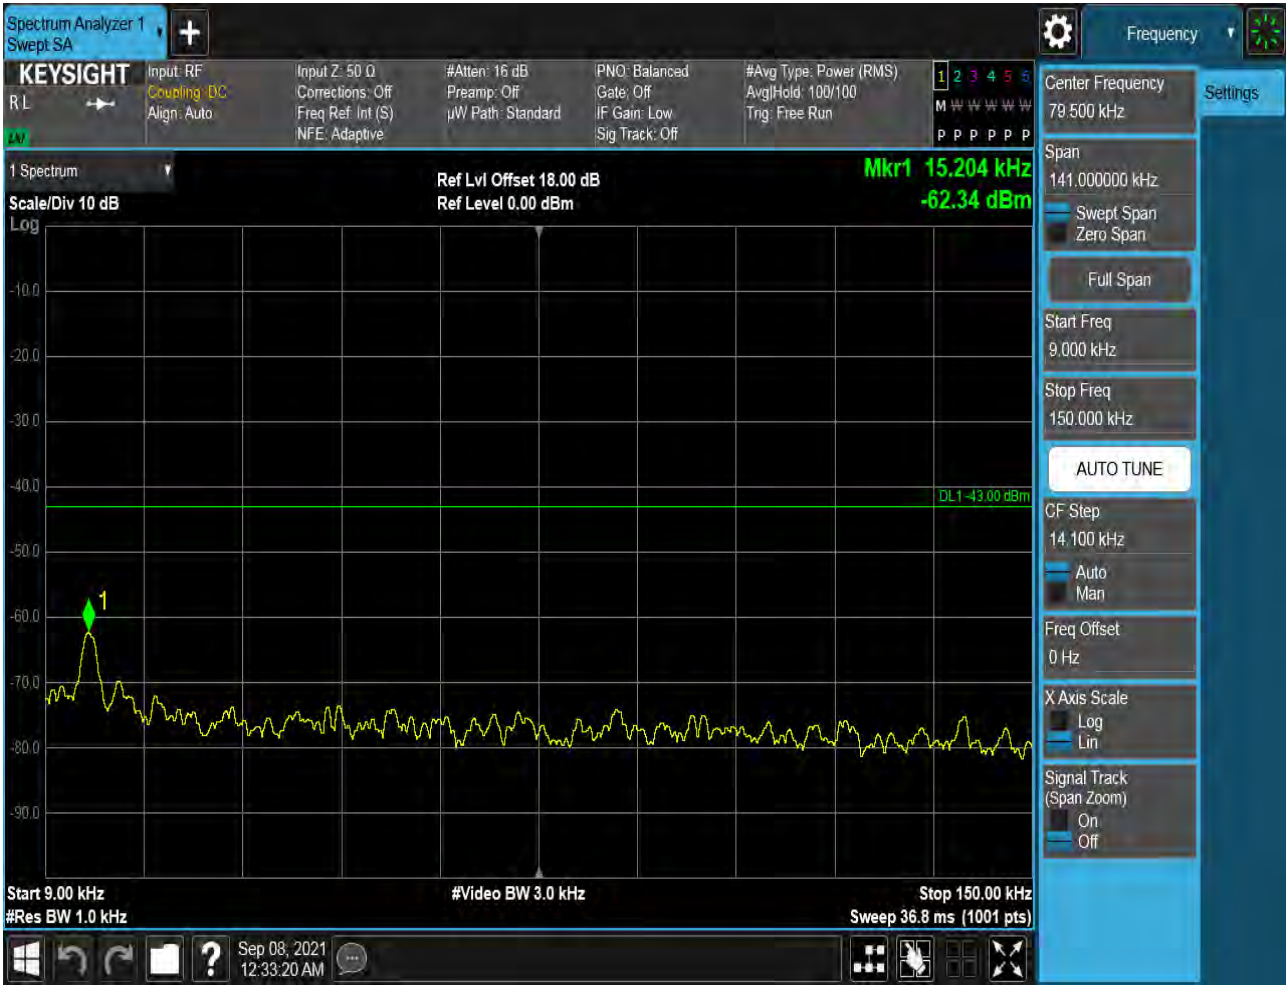 Spectrum Analyzer 1
Swept SA
Frequency
KEYSIGHT
R L
Input: RF
Coupling: DC
Align: Auto
Input Z: 50 Ω
Corrections: Off
Freq Ref: Int (S)
NFE: Adaptive
#Atten: 16 dB
Preamp: Off
µW Path: Standard
PNO: Balanced
Gate: Off
IF Gain: Low
Sig Track: Off
#Avg Type: Power (RMS)
Avg|Hold: 100/100
Trig: Free Run
1 2 3 4 5 6
M W W W W W
P P P P P P
1 Spectrum
Scale/Div 10 dB
Log
Ref Lvl Offset 18.00 dB
Ref Level 0.00 dBm
Mkr1 15.204 kHz
-62.34 dBm
-10.0
-20.0
-30.0
-40.0
DL1 -43.00 dBm
-50.0
1
-60.0
-70.0
-80.0
-90.0
Start 9.00 kHz
#Video BW 3.0 kHz
Stop 150.00 kHz
#Res BW 1.0 kHz
Sweep 36.8 ms (1001 pts)
Sep 08, 2021
12:33:20 AM
Center Frequency
79.500 kHz
Settings
Span
141.000000 kHz
Swept Span
Zero Span
Full Span
Start Freq
9.000 kHz
Stop Freq
150.000 kHz
AUTO TUNE
CF Step
14.100 kHz
Auto
Man
Freq Offset
0 Hz
X Axis Scale
Log
Lin
Signal Track
(Span Zoom)
On
Off